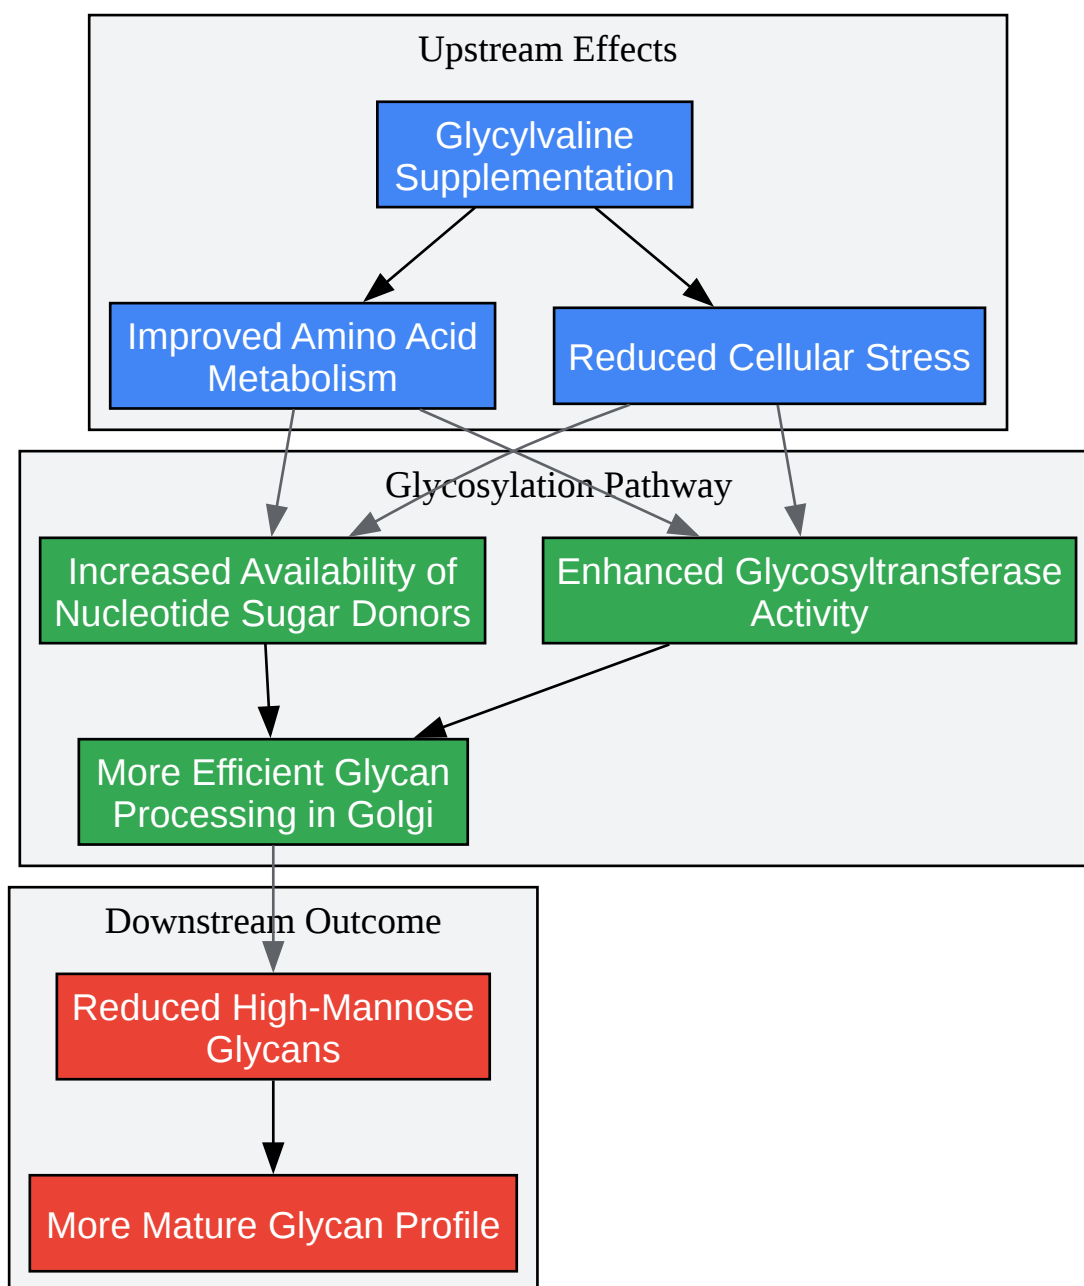 Upstream Effects
Glycylvaline
Supplementation
Improved Amino Acid
Metabolism
Reduced Cellular Stress
Glycosylation Pathway
Increased Availability of
Nucleotide Sugar Donors
Enhanced Glycosyltransferase
Activity
More Efficient Glycan
Processing in Golgi
Downstream Outcome
Reduced High-Mannose
Glycans
More Mature Glycan Profile